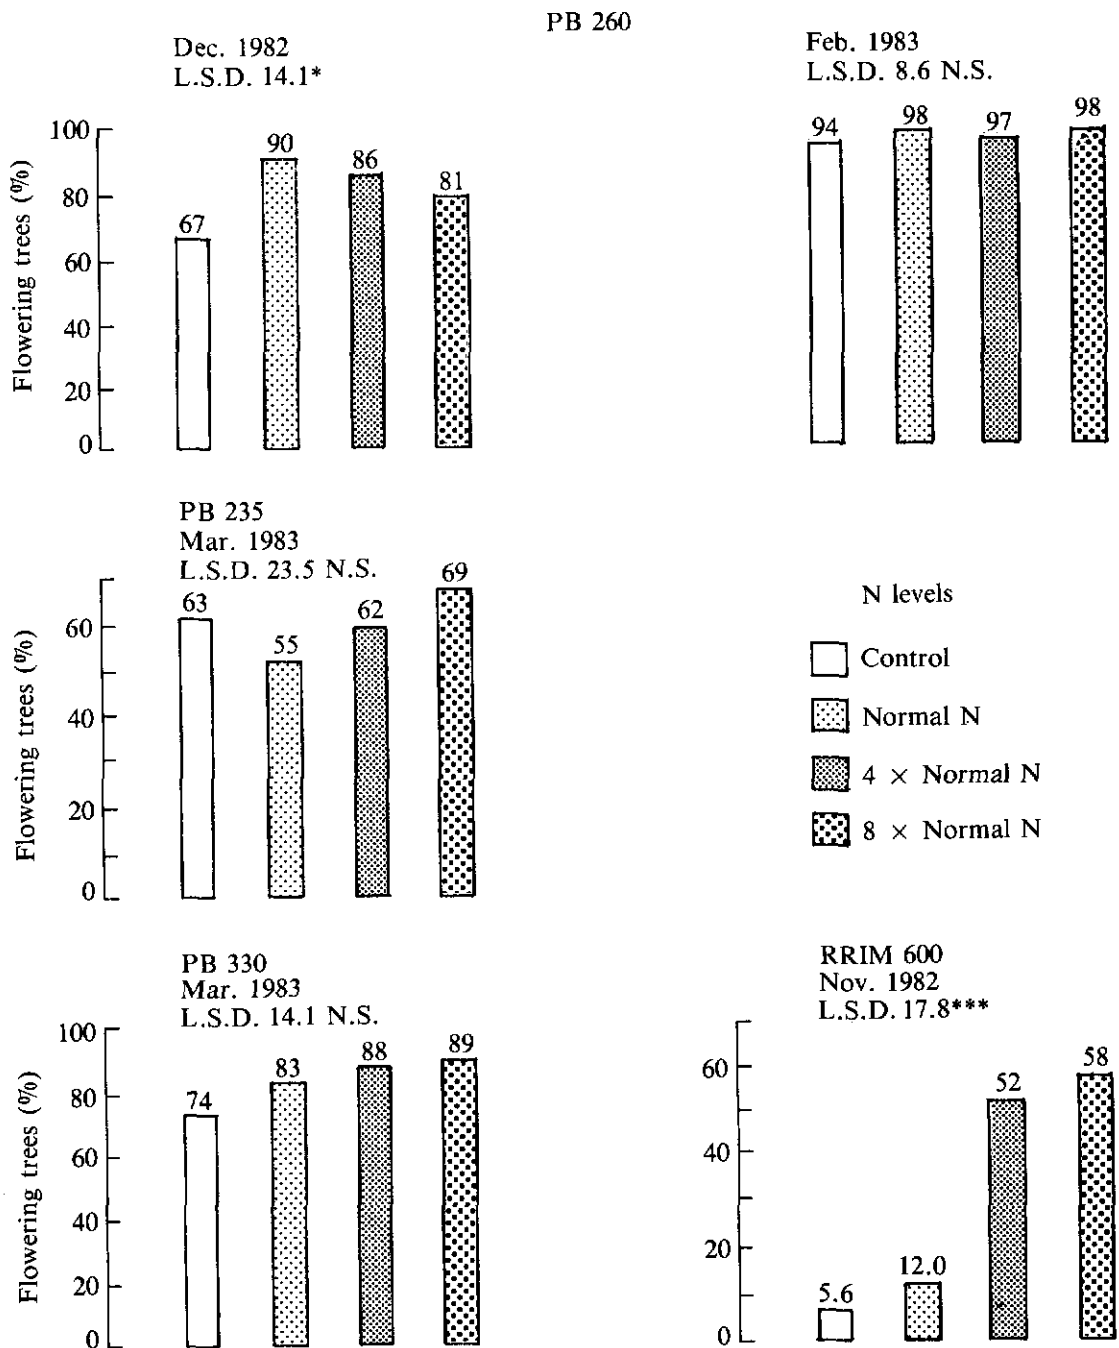 PB 260
Dec. 1982
L.S.D. 14.1*
Flowering trees (%)
100
80
60
40
20
0
67
90
86
81
Feb. 1983
L.S.D. 8.6 N.S.
94
98
97
98
PB 235
Mar. 1983
L.S.D. 23.5 N.S.
Flowering trees (%)
60
40
20
0
63
55
62
69
N levels
Control
Normal N
4 × Normal N
8 × Normal N
PB 330
Mar. 1983
L.S.D. 14.1 N.S.
Flowering trees (%)
100
80
60
40
20
0
74
83
88
89
RRIM 600
Nov. 1982
L.S.D. 17.8***
60
40
20
0
5.6
12.0
52
58